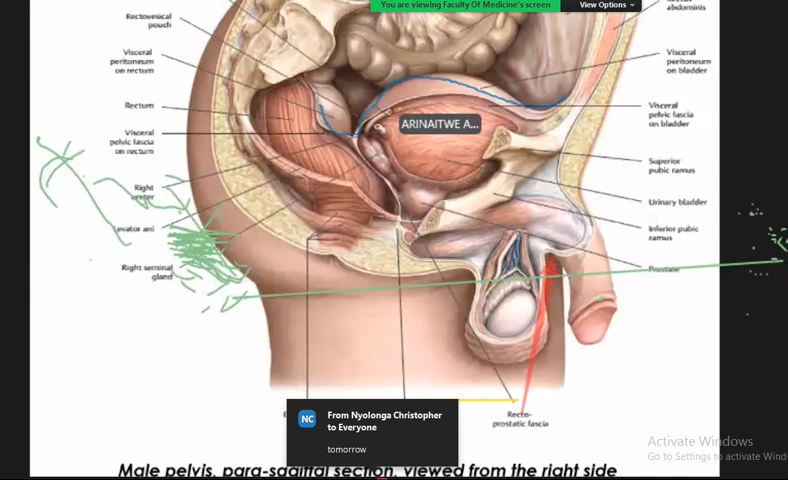 You are viewing Faculty Of Medicine's screen
View Options
abdominis
Rectovesical
pouch
Visceral
peritoneum
on rectum
Visceral
peritoneum
on bladder
Rectum
Visceral
pelvic fascia
on bladder
ARINAITWE A...
Visceral
pelvic fascia
on rectum
Superior
pubic ramus
Right
ureter
Urinary bladder
Levator ani
Inferior pubic
ramus
Right seminal
gland
Prostate
NC
From Nyolonga Christopher
to Everyone
tomorrow
Recto-
prostatic fascia
Activate Windows
Go to Settings to activate Wind
Male pelvis, para-sagittal section, viewed from the right side